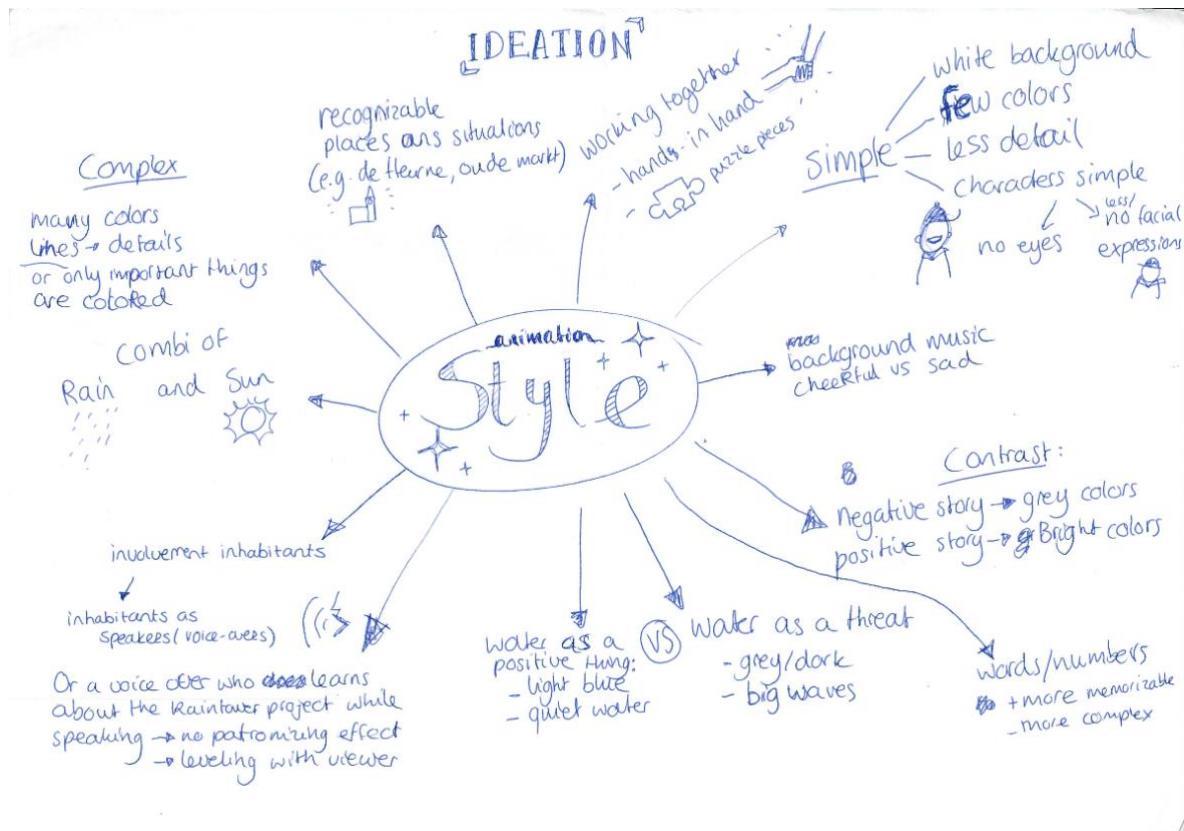 IDEATION
Complex
many colors
lines → details
or only important things
are colored
recognizable
places ans situations
(e.g. de Heurne, oude markt)
working together
- hands-in hand
- puzzle pieces
Simple
white background
few colors
less detail
characters simple
no eyes
less/
no facial
expressions
animation
Style
background music
cheerful vs sad
Combi of
Rain and Sun
Contrast:
negative story → grey colors
positive story → Bright colors
involvement inhabitants
inhabitants as
speakers (voice-overs)
Or a voice over who learns
about the Raintower project while
speaking → no patromizing effect
→ leveling with viewer
water as a
positive thing:
- light blue
- quiet water
VS
water as a threat
- grey/dark
- big waves
words/numbers
+ more memorizable
- more complex